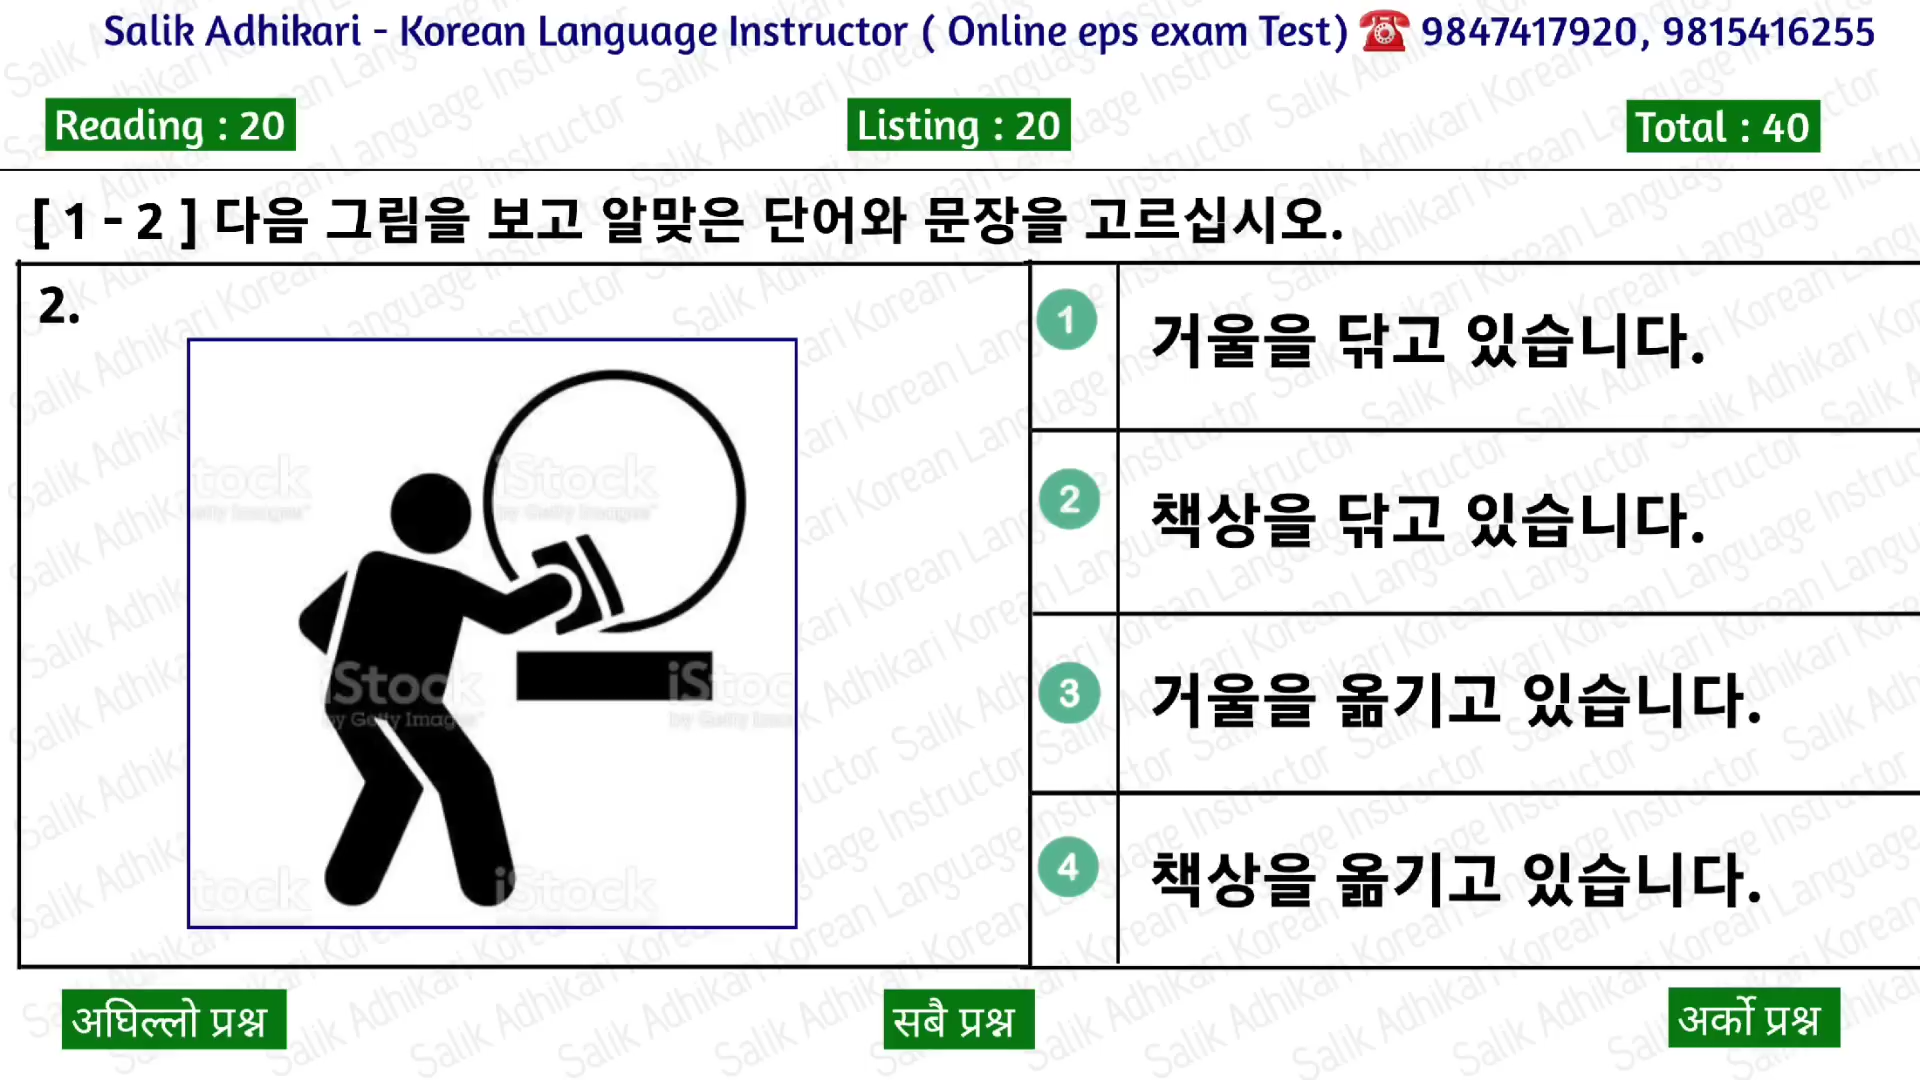 Salik Adhikari - Korean Language Instructor ( Online eps exam Test) ☎️ 9847417920, 9815416255
Reading : 20
Listing : 20
Total : 40
[ 1 - 2 ] 다음 그림을 보고 알맞은 단어와 문장을 고르십시오.
2.
1 거울을 닦고 있습니다.
2 책상을 닦고 있습니다.
3 거울을 옮기고 있습니다.
4 책상을 옮기고 있습니다.
iStock
by Getty Images
अघिल्लो प्रश्न
सबै प्रश्न
अर्को प्रश्न